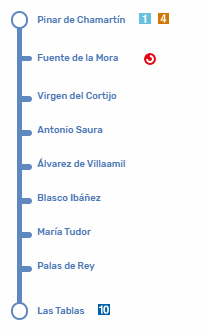 Pinar de Chamartín 1 4
Fuente de la Mora
Virgen del Cortijo
Antonio Saura
Álvarez de Villaamil
Blasco Ibáñez
María Tudor
Palas de Rey
Las Tablas 10